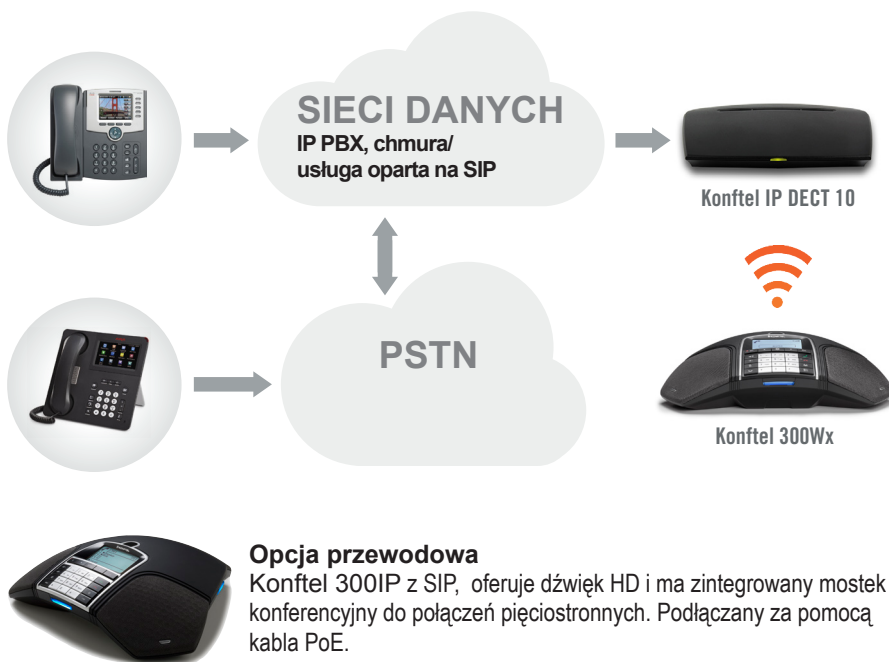 SIECI DANYCH
IP PBX, chmura/
usługa oparta na SIP
Konftel IP DECT 10
PSTN
Konftel 300Wx
Opcja przewodowa
Konftel 300IP z SIP, oferuje dźwięk HD i ma zintegrowany mostek
konferencyjny do połączeń pięciostronnych. Podłączany za pomocą
kabla PoE.